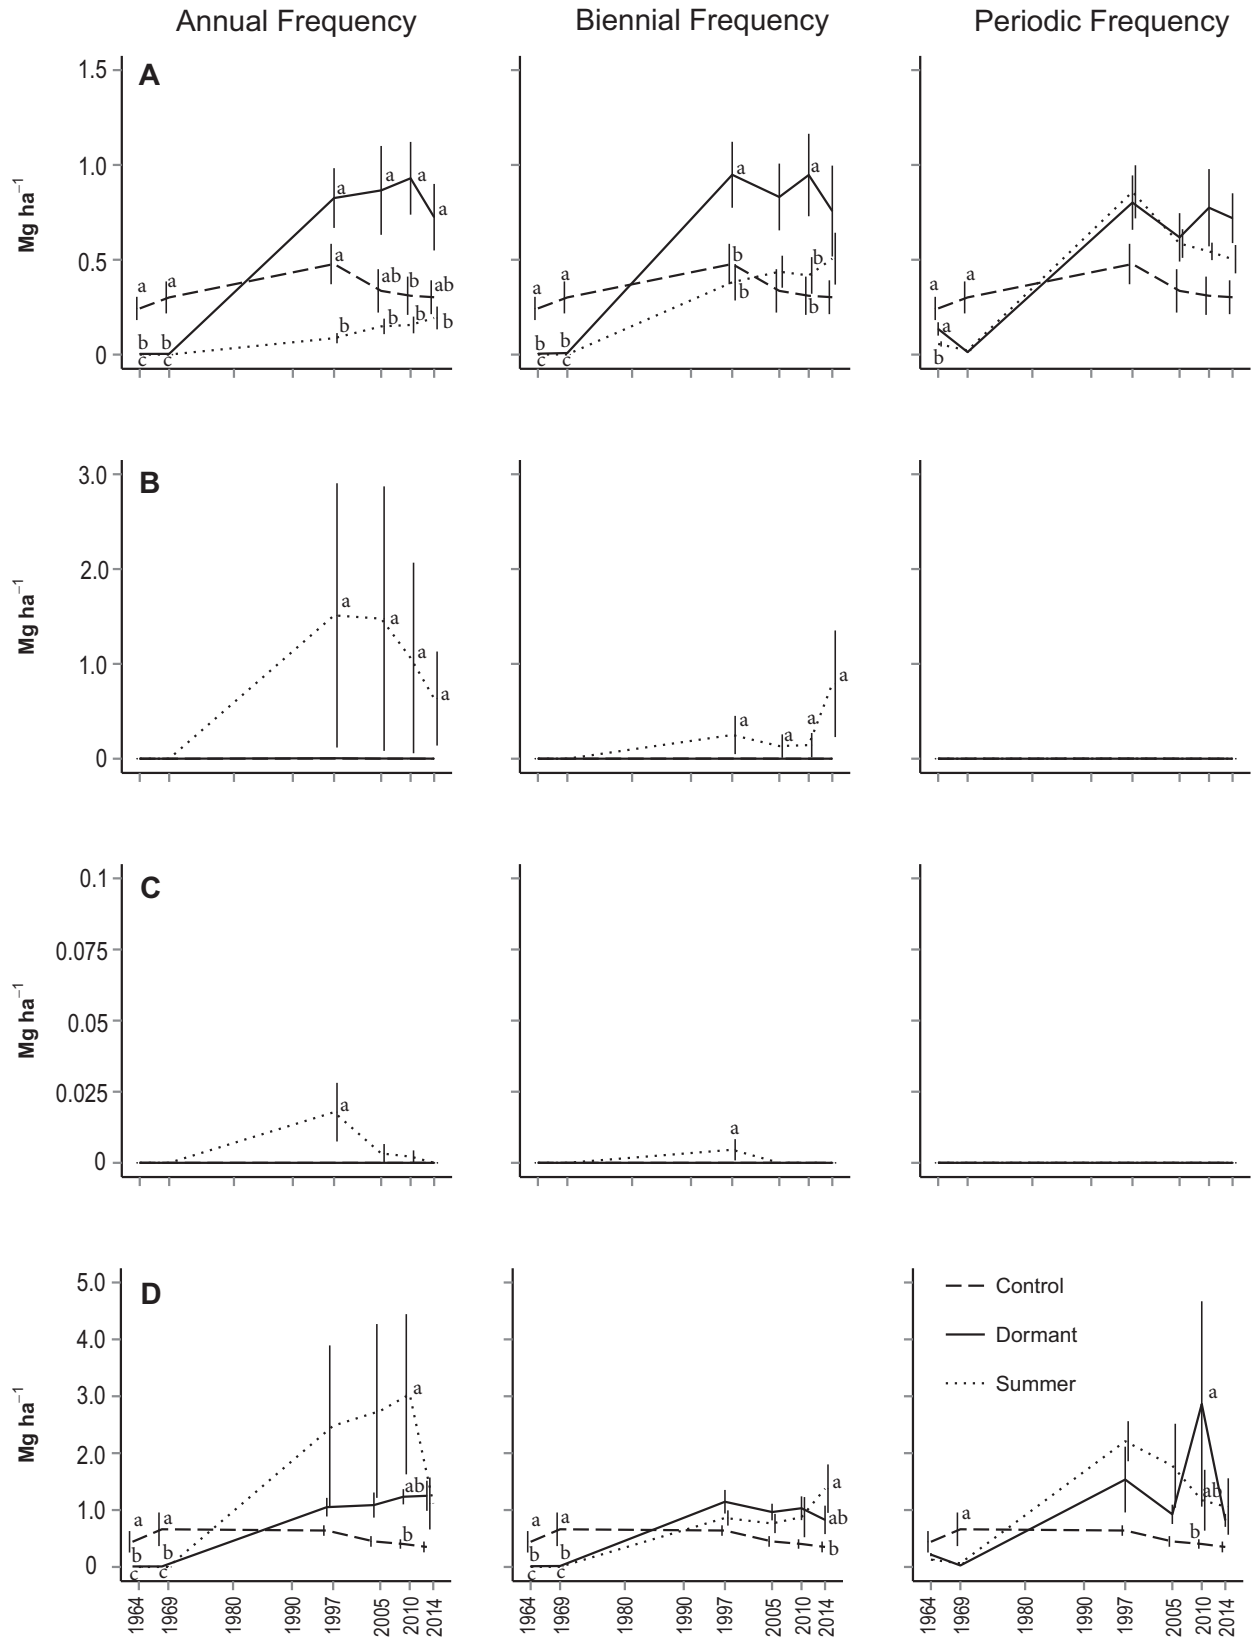 Annual Frequency Biennial Frequency Periodic Frequency
A
Mg ha⁻¹
1.5
1.0
0.5
0
a a a ab b ab
a a a a
b b b b b b
c c
a a a a
b b b b b b
c c
a a a
b
B
Mg ha⁻¹
3.0
2.0
1.0
0
a a a a
a a a a
C
Mg ha⁻¹
0.1
0.075
0.05
0.025
0
a
a
D
Mg ha⁻¹
5.0
4.0
3.0
2.0
1.0
0
a a a ab b
b b
c c
a a a ab b
b b
c c
a a ab b
Control
Dormant
Summer
1964 1969 1980 1990 1997 2005 2010 2014
1964 1969 1980 1990 1997 2005 2010 2014
1964 1969 1980 1990 1997 2005 2010 2014